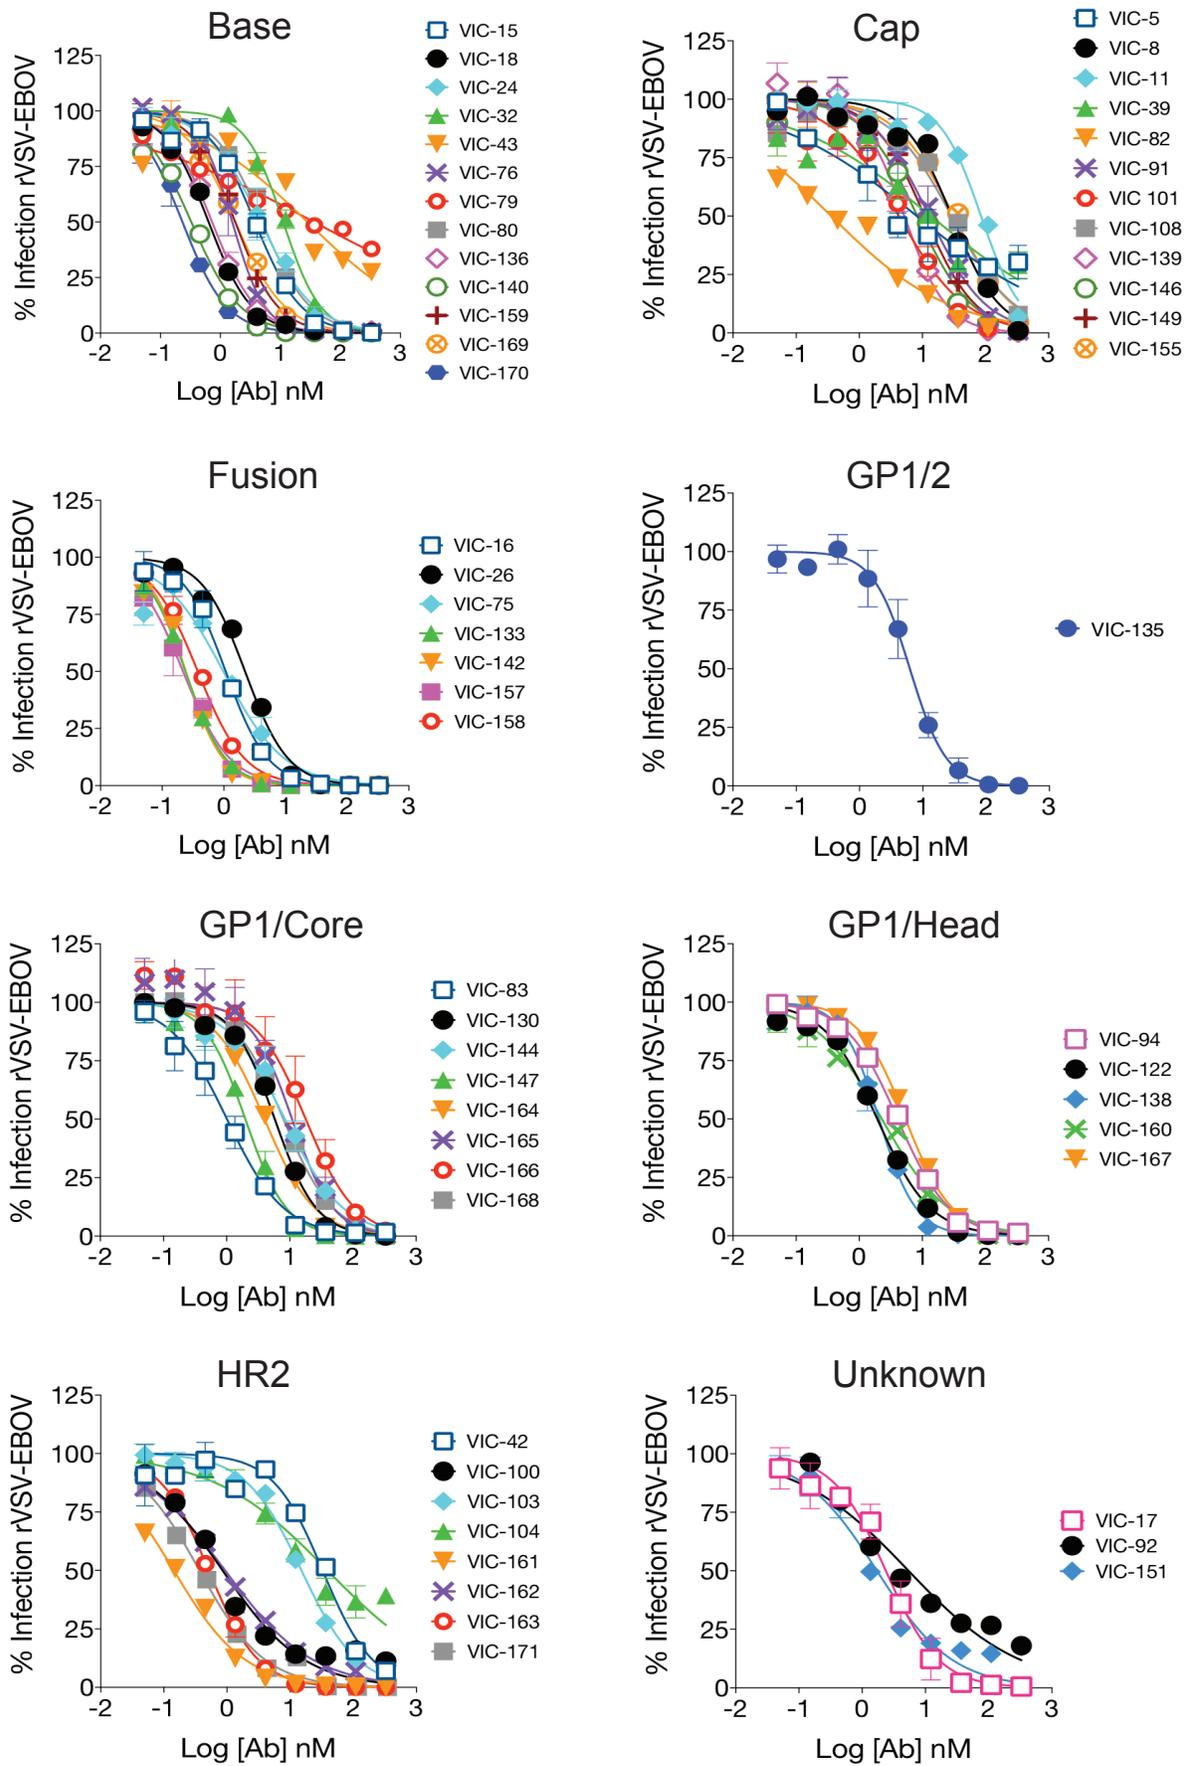 Base
% Infection rVSV-EBOV
125
100
75
50
25
0
-2
-1
0
1
2
3
Log [Ab] nM
VIC-15
VIC-18
VIC-24
VIC-32
VIC-43
VIC-76
VIC-79
VIC-80
VIC-136
VIC-140
VIC-159
VIC-169
VIC-170
Cap
% Infection rVSV-EBOV
125
100
75
50
25
0
-2
-1
0
1
2
3
Log [Ab] nM
VIC-5
VIC-8
VIC-11
VIC-39
VIC-82
VIC-91
VIC 101
VIC-108
VIC-139
VIC-146
VIC-149
VIC-155
Fusion
% Infection rVSV-EBOV
125
100
75
50
25
0
-2
-1
0
1
2
3
Log [Ab] nM
VIC-16
VIC-26
VIC-75
VIC-133
VIC-142
VIC-157
VIC-158
GP1/2
% Infection rVSV-EBOV
125
100
75
50
25
0
-2
-1
0
1
2
3
Log [Ab] nM
VIC-135
GP1/Core
% Infection rVSV-EBOV
125
100
75
50
25
0
-2
-1
0
1
2
3
Log [Ab] nM
VIC-83
VIC-130
VIC-144
VIC-147
VIC-164
VIC-165
VIC-166
VIC-168
GP1/Head
% Infection rVSV-EBOV
125
100
75
50
25
0
-2
-1
0
1
2
3
Log [Ab] nM
VIC-94
VIC-122
VIC-138
VIC-160
VIC-167
HR2
% Infection rVSV-EBOV
125
100
75
50
25
0
-2
-1
0
1
2
3
Log [Ab] nM
VIC-42
VIC-100
VIC-103
VIC-104
VIC-161
VIC-162
VIC-163
VIC-171
Unknown
% Infection rVSV-EBOV
125
100
75
50
25
0
-2
-1
0
1
2
3
Log [Ab] nM
VIC-17
VIC-92
VIC-151